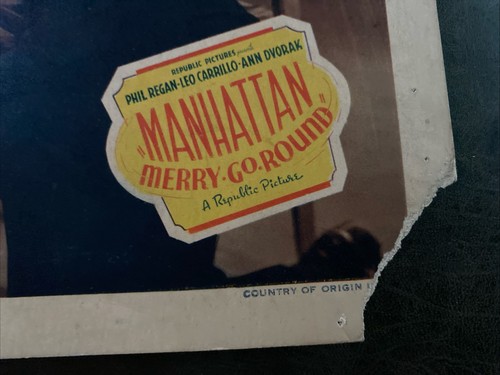 REPUBLIC PICTURES presents
PHIL REGAN-LEO CARRILLO-ANN DVORAK
"MANHATTAN
MERRY-GO-ROUND"
A Republic Picture
COUNTRY OF ORIGIN